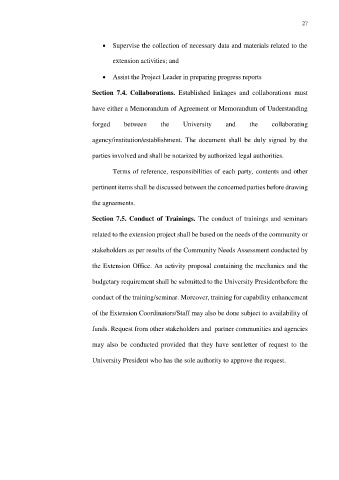 27
• Supervise the collection of necessary data and materials related to the
extension activities; and
• Assist the Project Leader in preparing progress reports
Section 7.4. Collaborations. Established linkages and collaborations must
have either a Memorandum of Agreement or Memorandum of Understanding
forged between the University and the collaborating
agency/institution/establishment. The document shall be duly signed by the
parties involved and shall be notarized by authorized legal authorities.
Terms of reference, responsibilities of each party, contents and other
pertinent items shall be discussed between the concerned parties before drawing
the agreements.
Section 7.5. Conduct of Trainings. The conduct of trainings and seminars
related to the extension project shall be based on the needs of the community or
stakeholders as per results of the Community Needs Assessment conducted by
the Extension Office. An activity proposal containing the mechanics and the
budgetary requirement shall be submitted to the University Presidentbefore the
conduct of the training/seminar. Moreover, training for capability enhancement
of the Extension Coordinators/Staff may also be done subject to availability of
funds. Request from other stakeholders and partner communities and agencies
may also be conducted provided that they have sent letter of request to the
University President who has the sole authority to approve the request.